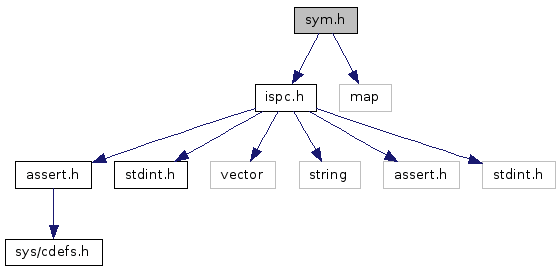 sym.h
ispc.h
map
assert.h
stdint.h
vector
string
assert.h
stdint.h
sys/cdefs.h